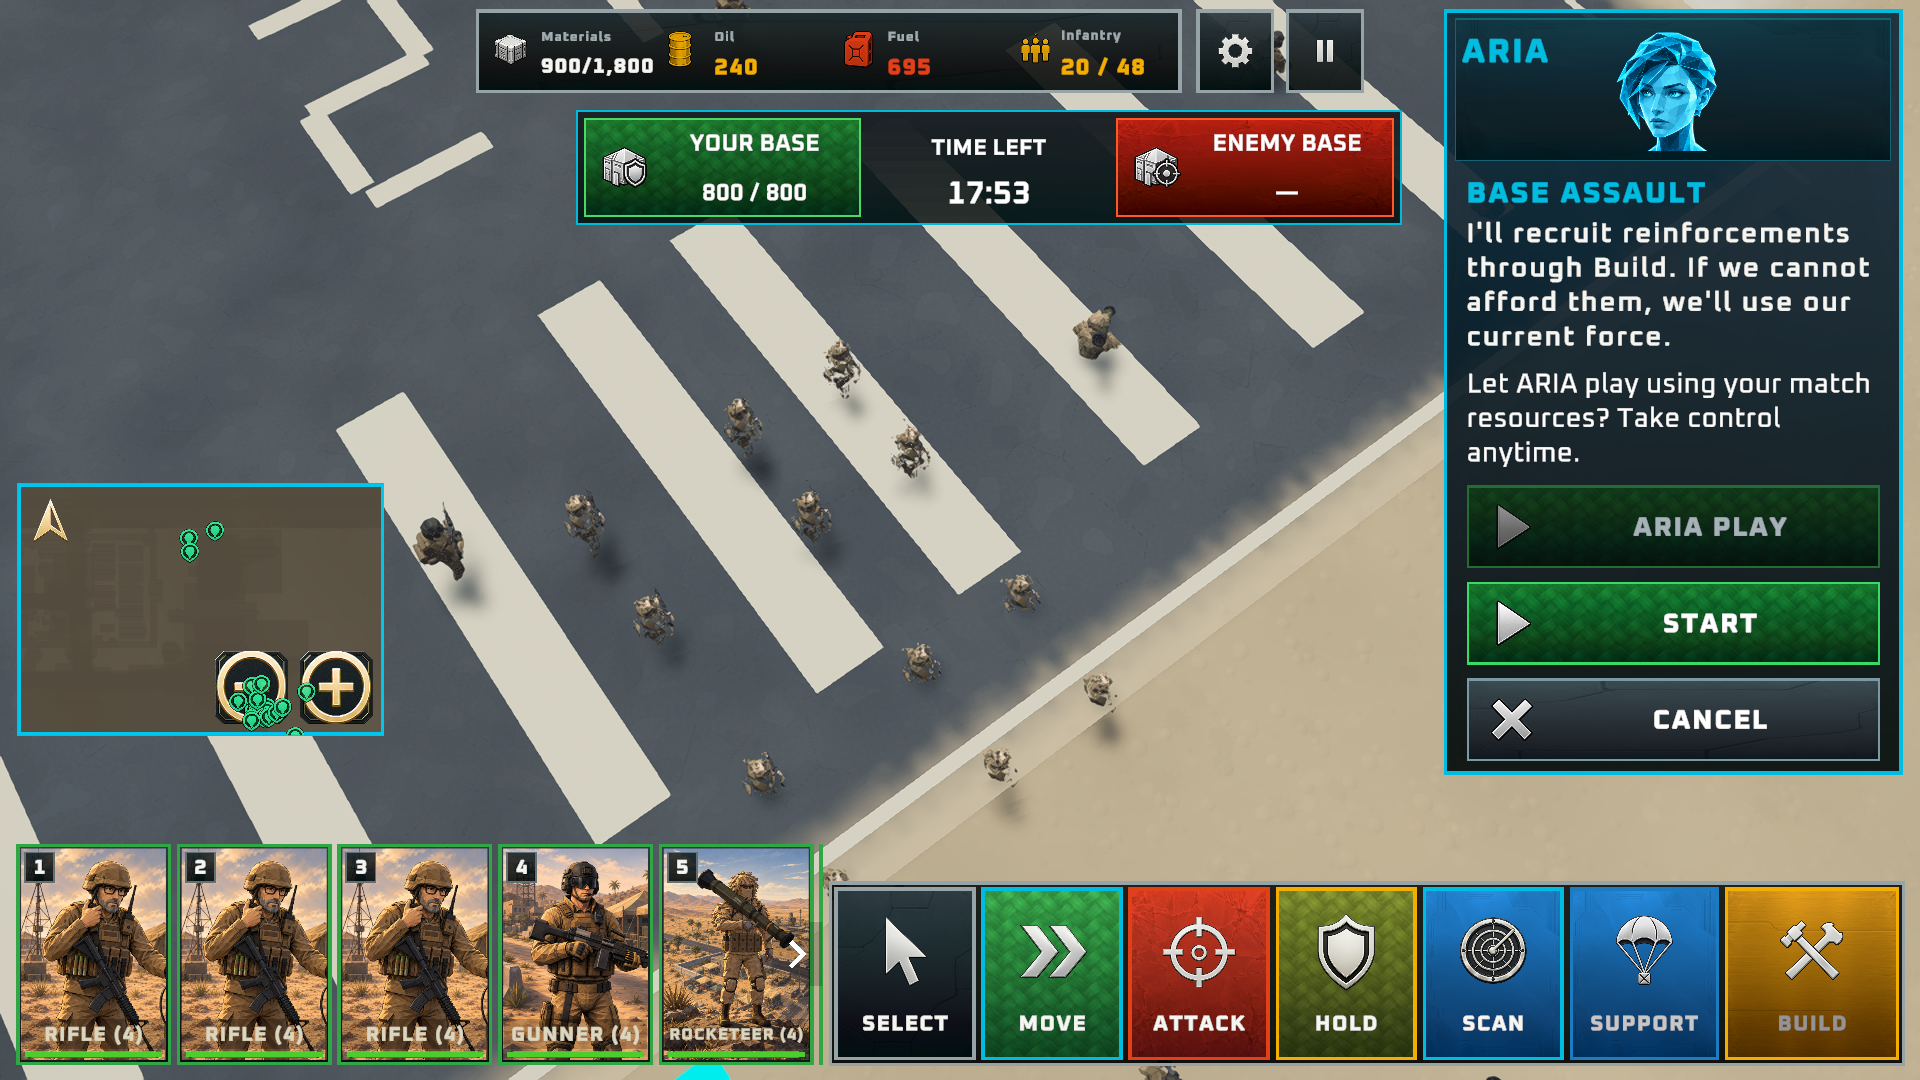 Materials
900/1,800
Oil
240
Fuel
695
Infantry
20 / 48
YOUR BASE
800 / 800
TIME LEFT
17:53
ENEMY BASE
—
ARIA
BASE ASSAULT
I'll recruit reinforcements
through Build. If we cannot
afford them, we'll use our
current force.
Let ARIA play using your match
resources? Take control
anytime.
ARIA PLAY
START
CANCEL
1
RIFLE (4)
2
RIFLE (4)
3
RIFLE (4)
4
GUNNER (4)
5
ROCKETEER (4)
SELECT
MOVE
ATTACK
HOLD
SCAN
SUPPORT
BUILD